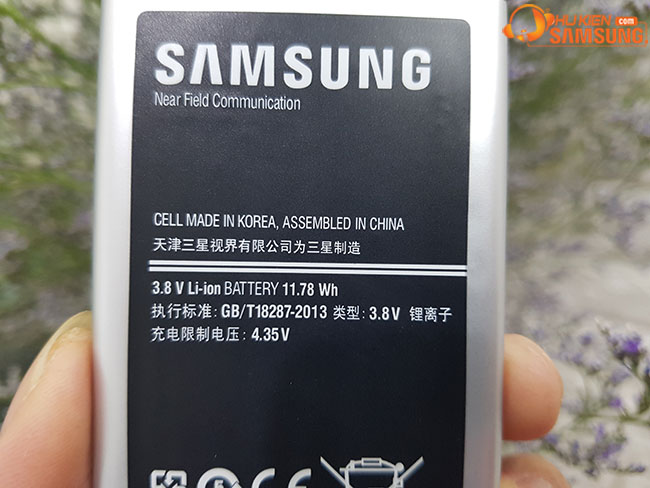 PHUKIEN.com
SAMSUNG
SAMSUNG
Near Field Communication
CELL MADE IN KOREA, ASSEMBLED IN CHINA
天津三星视界有限公司为三星制造
3.8 V Li-ion BATTERY 11.78 Wh
执行标准: GB/T18287-2013 类型: 3.8V 锂离子
充电限制电压: 4.35V
CE